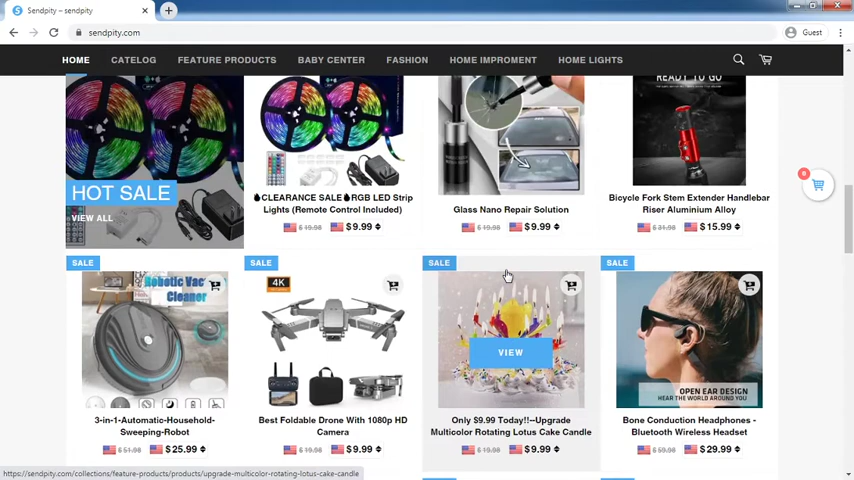 Sendpity – sendpity
sendpity.com
Guest
HOME CATELOG FEATURE PRODUCTS BABY CENTER FASHION HOME IMPROMENT HOME LIGHTS
READY TO GO
HOT SALE
VIEW ALL
CLEARANCE SALE RGB LED Strip
Lights (Remote Control Included)
$19.98 $9.99
Glass Nano Repair Solution
$19.98 $9.99
Bicycle Fork Stem Extender Handlebar
Riser Aluminium Alloy
$31.98 $15.99
0
SALE
Robotic Vac
Cleaner
3-in-1-Automatic-Household-
Sweeping-Robot
$51.98 $25.99
SALE
4K
Best Foldable Drone With 1080p HD
Camera
$19.98 $9.99
SALE
VIEW
Only $9.99 Today!!--Upgrade
Multicolor Rotating Lotus Cake Candle
$19.98 $9.99
SALE
OPEN EAR DESIGN
HEAR THE WORLD AROUND YOU
Bone Conduction Headphones -
Bluetooth Wireless Headset
$59.98 $29.99
https://sendpity.com/collections/feature-products/products/upgrade-multicolor-rotating-lotus-cake-candle